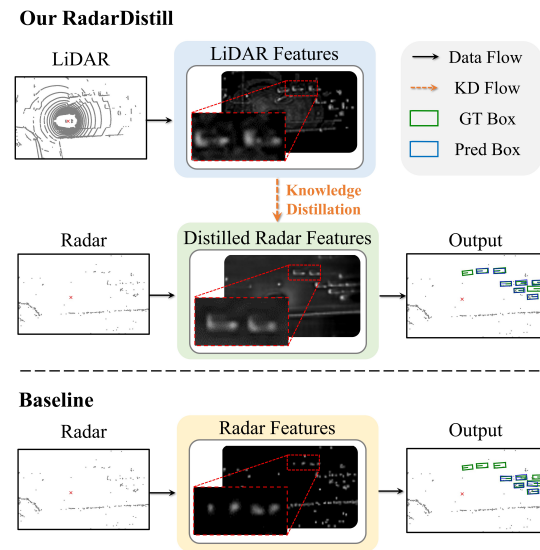 Our RadarDistill
LiDAR
LiDAR Features
Data Flow
KD Flow
GT Box
Pred Box
Knowledge
Distillation
Radar
Distilled Radar Features
Output
Baseline
Radar
Radar Features
Output